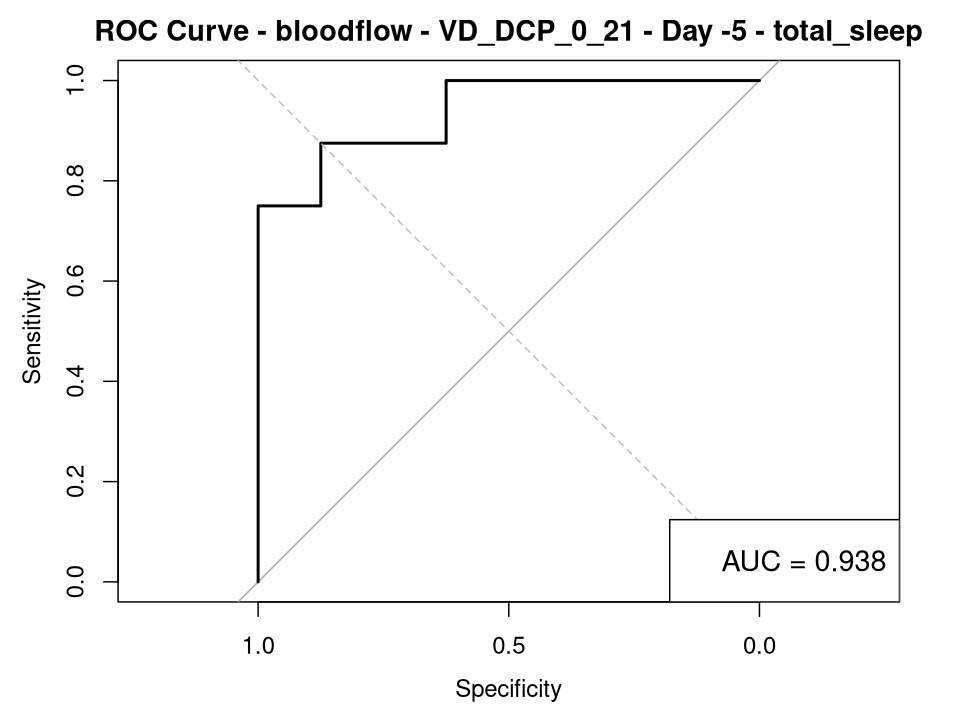 ROC Curve - bloodflow - VD_DCP_0_21 - Day -5 - total_sleep
1.0
0.8
0.6
0.4
0.2
0.0
Sensitivity
AUC = 0.938
1.0 0.5 0.0
Specificity